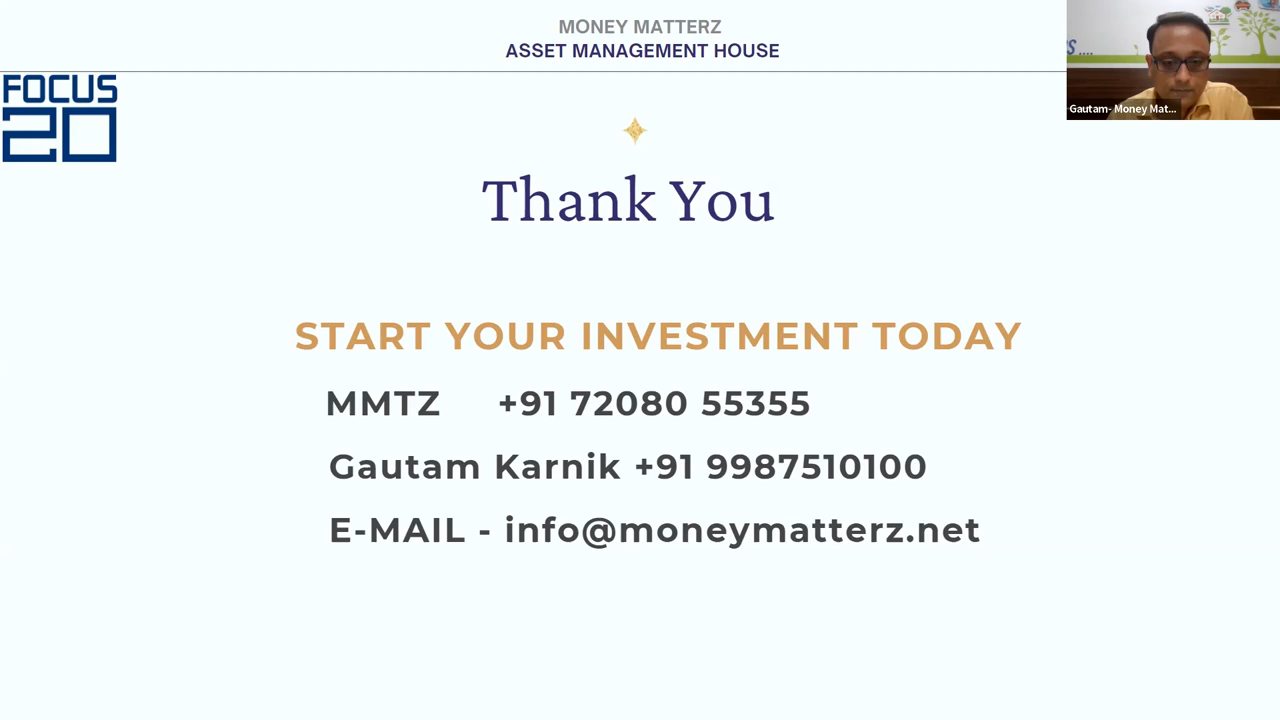 MONEY MATTERZ
ASSET MANAGEMENT HOUSE
FOCUS
20
Gautam- Money Mat...
Thank You
START YOUR INVESTMENT TODAY
MMTZ +91 72080 55355
Gautam Karnik +91 9987510100
E-MAIL - info@moneymatterz.net